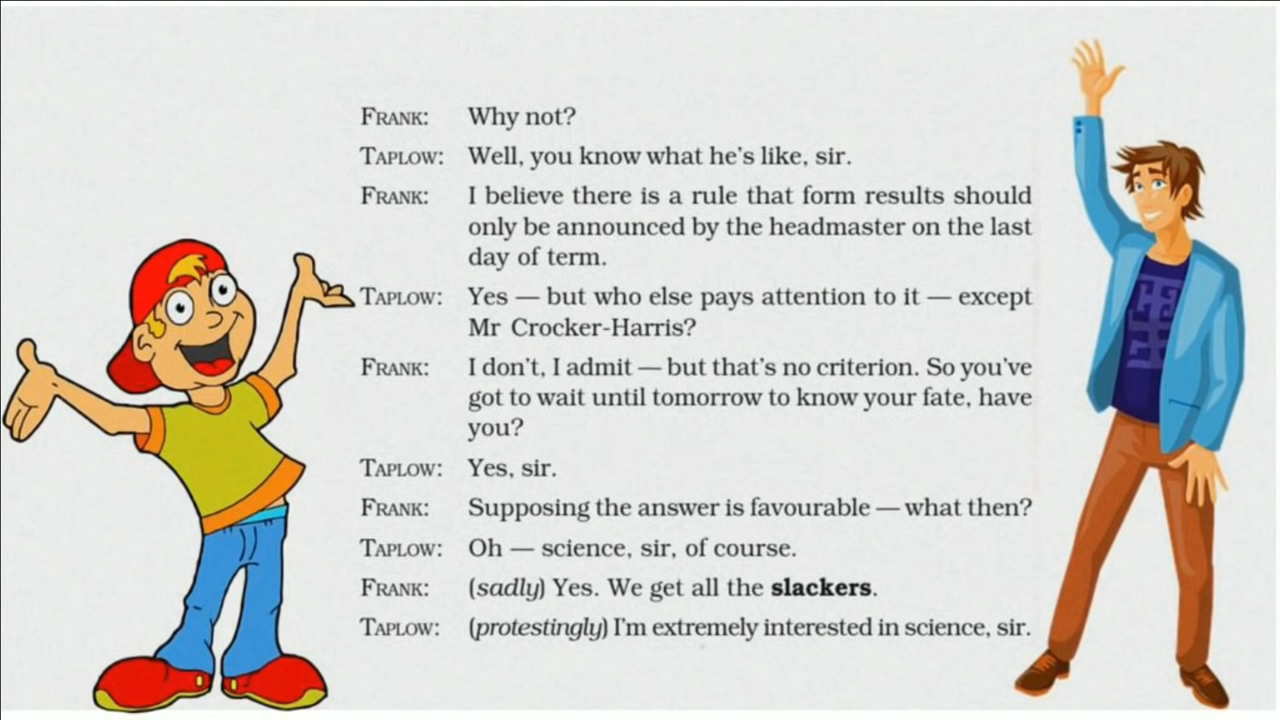 FRANK: Why not?
TAPLOW: Well, you know what he's like, sir.
FRANK: I believe there is a rule that form results should
only be announced by the headmaster on the last
day of term.
TAPLOW: Yes — but who else pays attention to it — except
Mr Crocker-Harris?
FRANK: I don't, I admit — but that's no criterion. So you've
got to wait until tomorrow to know your fate, have
you?
TAPLOW: Yes, sir.
FRANK: Supposing the answer is favourable — what then?
TAPLOW: Oh — science, sir, of course.
FRANK: (sadly) Yes. We get all the slackers.
TAPLOW: (protestingly) I'm extremely interested in science, sir.